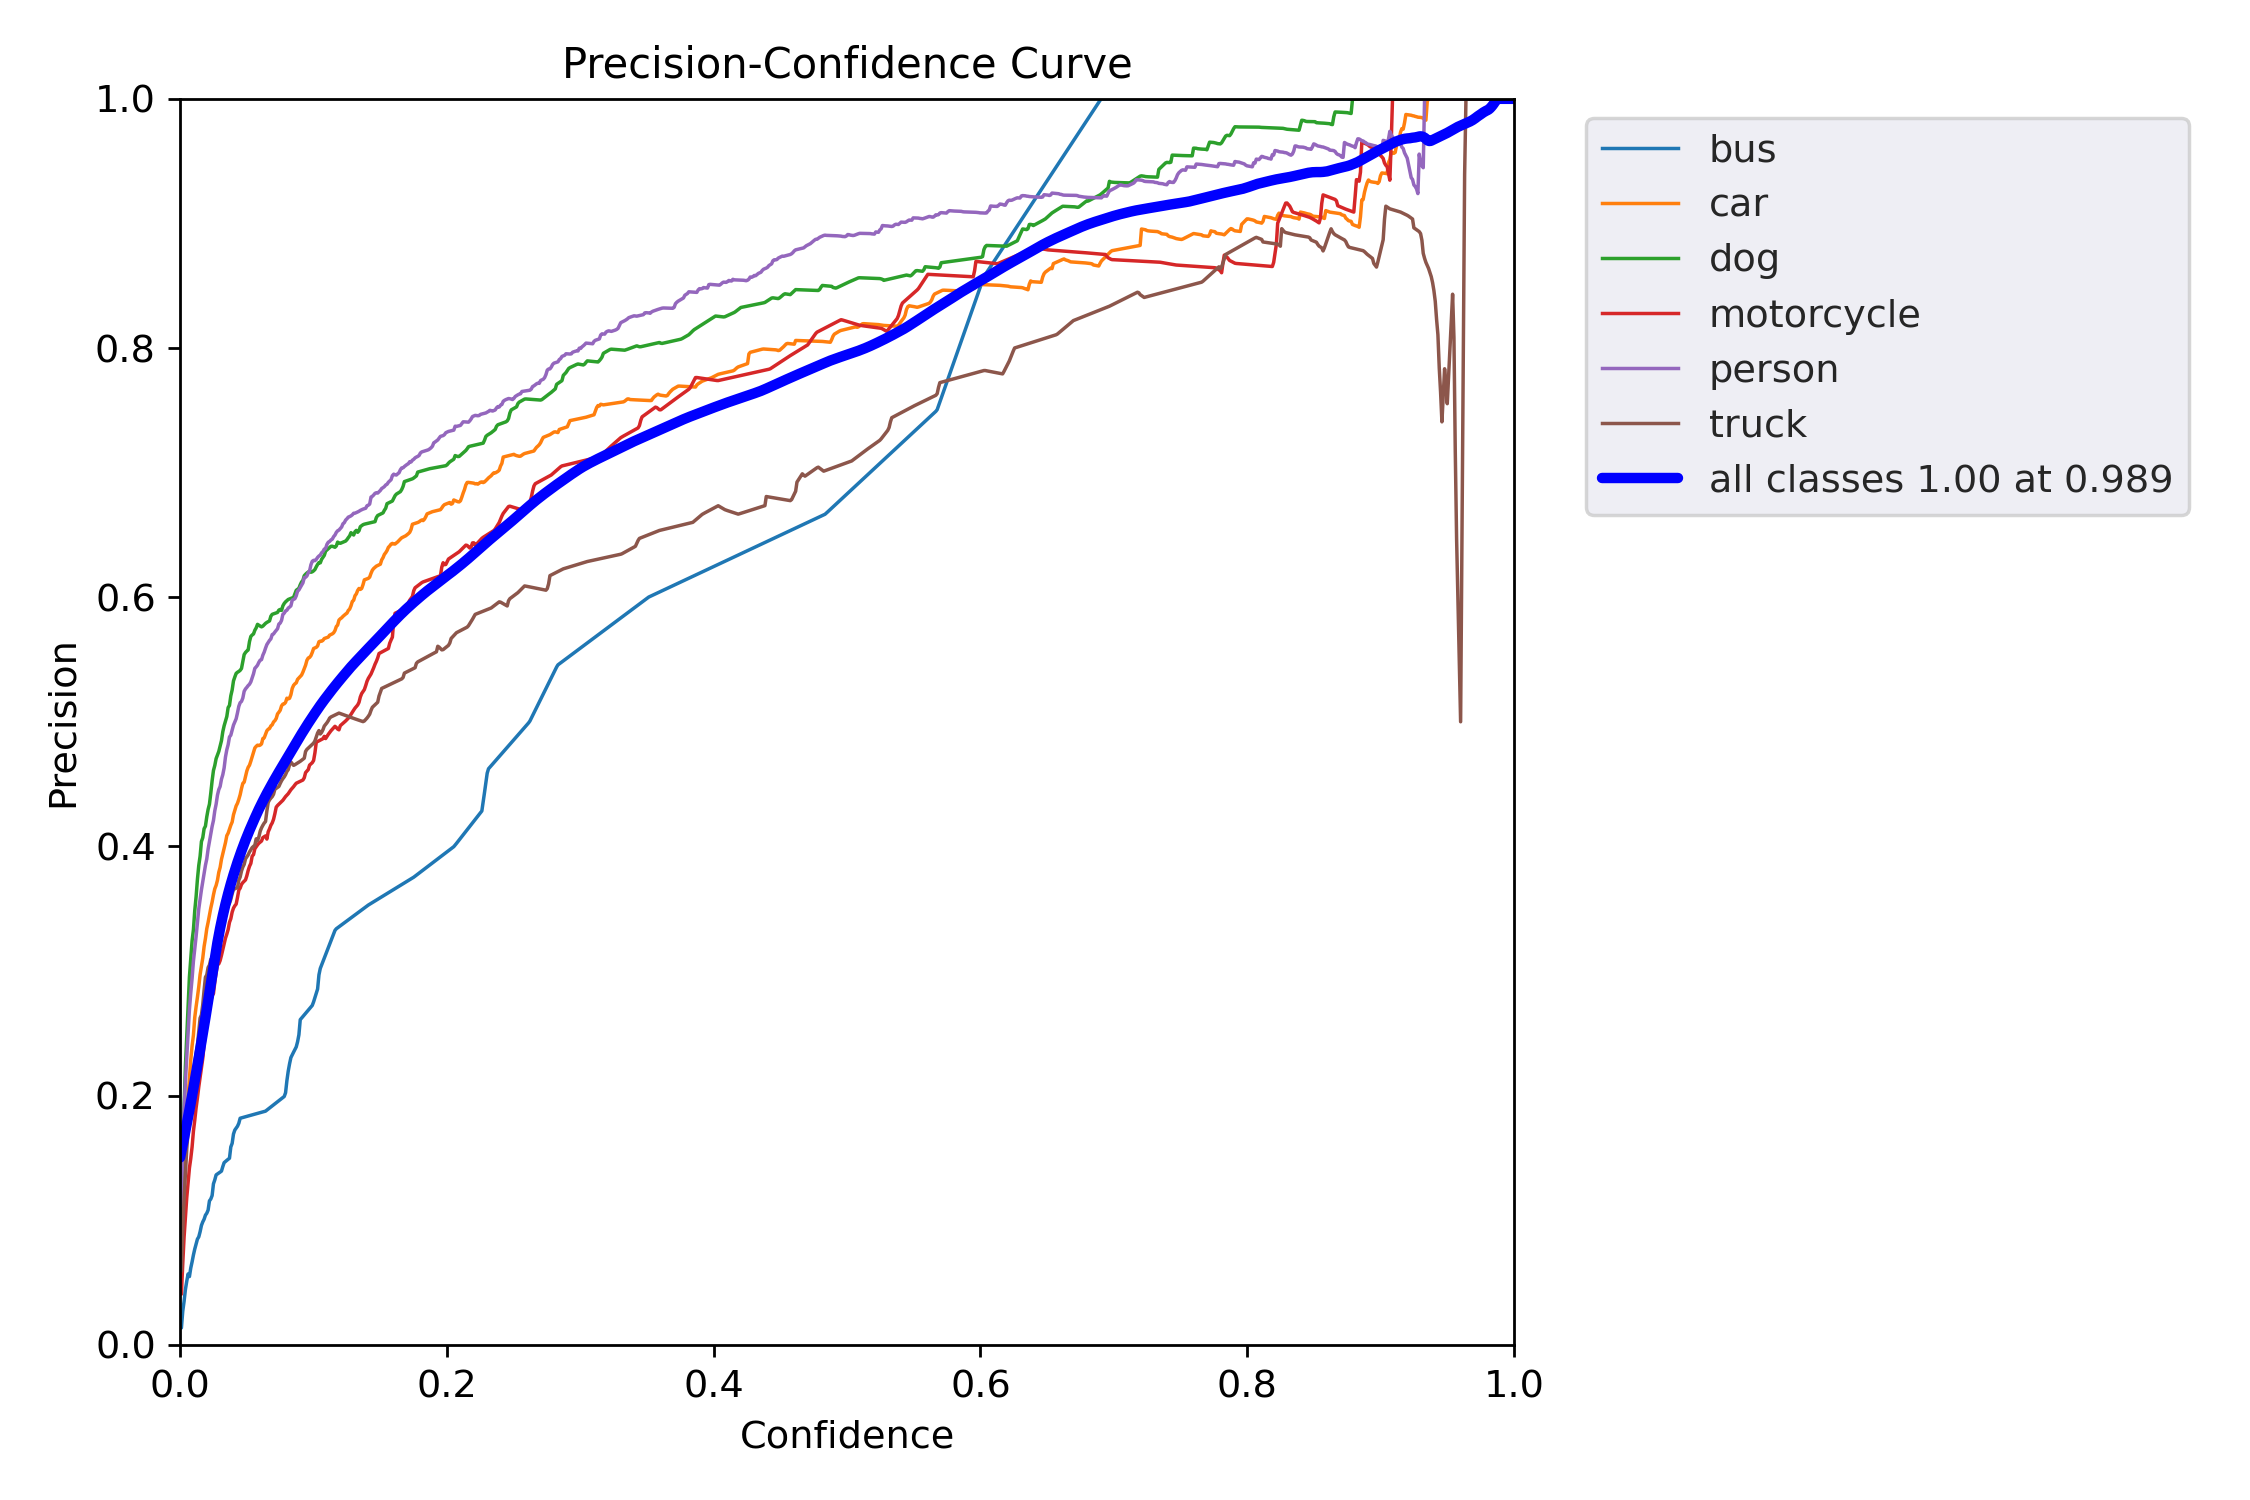 Precision-Confidence Curve
1.0
0.8
0.6
0.4
0.2
0.0
Precision
0.0 0.2 0.4 0.6 0.8 1.0
Confidence
bus
car
dog
motorcycle
person
truck
all classes 1.00 at 0.989